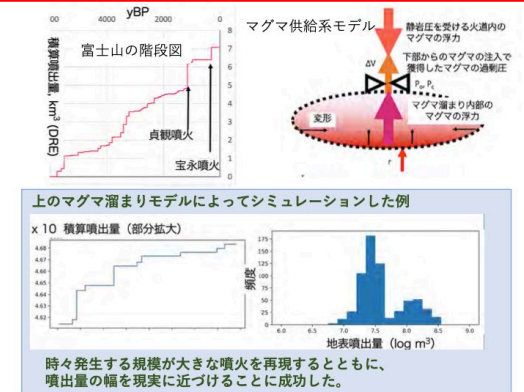 yBP
00 4000 2000 0
富士山の階段図
積算噴出量, km³ (DRE)
8
7
6
5
4
3
2
1
0
貞観噴火
宝永噴火
マグマ供給系モデル
静岩圧を受ける火道内の
マグマの浮力
下部からのマグマの注入で
獲得したマグマの過剰圧
ΔV
マグマ溜まり内部の
マグマの浮力
変形
r
上のマグマ溜まりモデルによってシミュレーションした例
x 10 積算噴出量（部分拡大）
4.68
4.67
4.66
4.65
4.64
4.63
4.62
頻度
175
150
125
100
75
50
25
0
6.0 6.5 7.0 7.5 8.0 8.5 9.0
地表噴出量（log m³）
時々発生する規模が大きな噴火を再現するとともに、
噴出量の幅を現実に近づけることに成功した。